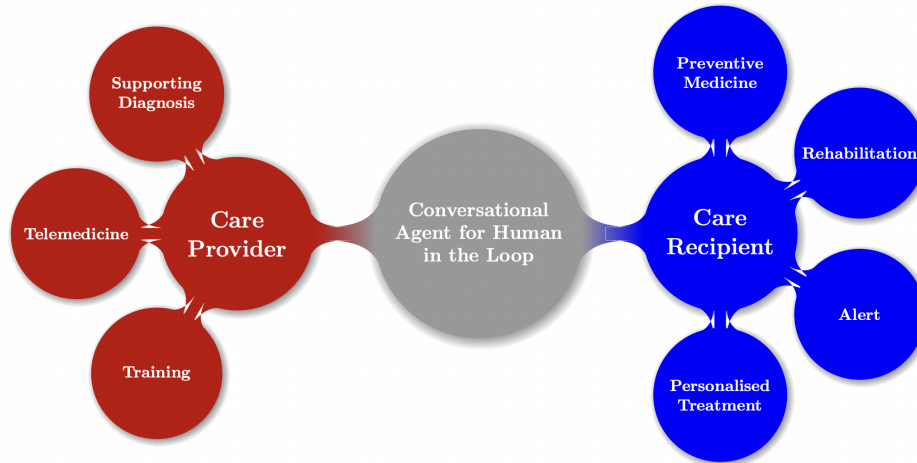 Supporting
Diagnosis
Telemedicine
Care
Provider
Training
Conversational
Agent for Human
in the Loop
Preventive
Medicine
Rehabilitation
Care
Recipient
Alert
Personalised
Treatment